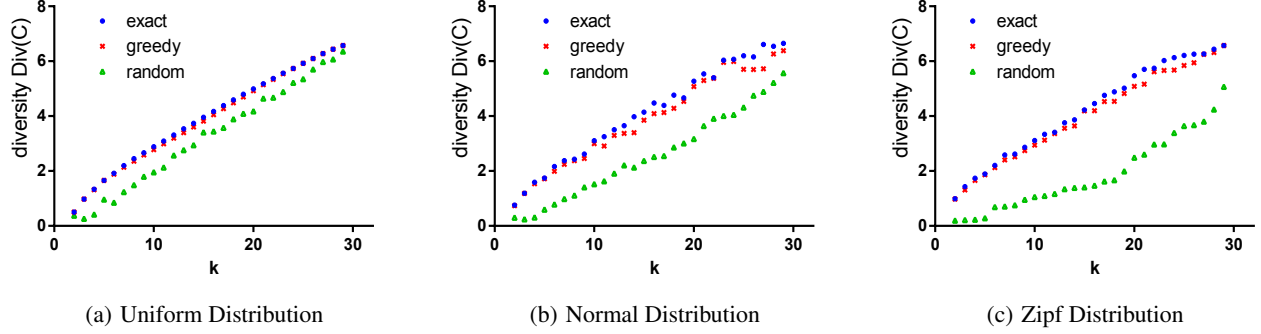 8
6
4
2
0
diversity Div(C)
exact
greedy
random
0
10
20
30
k
(a) Uniform Distribution
8
6
4
2
0
diversity Div(C)
exact
greedy
random
0
10
20
30
k
(b) Normal Distribution
8
6
4
2
0
diversity Div(C)
exact
greedy
random
0
10
20
30
k
(c) Zipf Distribution